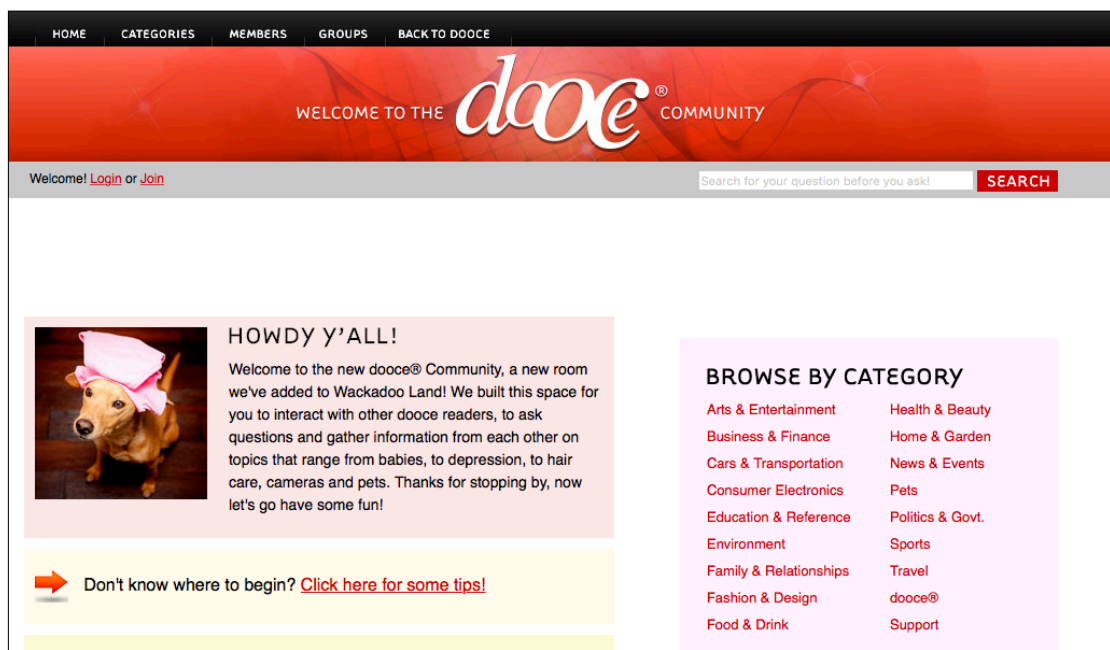 HOME CATEGORIES MEMBERS GROUPS BACK TO DOOCE
WELCOME TO THE dooce® COMMUNITY
Welcome! Login or Join
Search for your question before you ask! SEARCH
HOWDY Y'ALL!
Welcome to the new dooce® Community, a new room
we've added to Wackadoo Land! We built this space for
you to interact with other dooce readers, to ask
questions and gather information from each other on
topics that range from babies, to depression, to hair
care, cameras and pets. Thanks for stopping by, now
let's go have some fun!
Don't know where to begin? Click here for some tips!
BROWSE BY CATEGORY
Arts & Entertainment
Business & Finance
Cars & Transportation
Consumer Electronics
Education & Reference
Environment
Family & Relationships
Fashion & Design
Food & Drink
Health & Beauty
Home & Garden
News & Events
Pets
Politics & Govt.
Sports
Travel
dooce®
Support